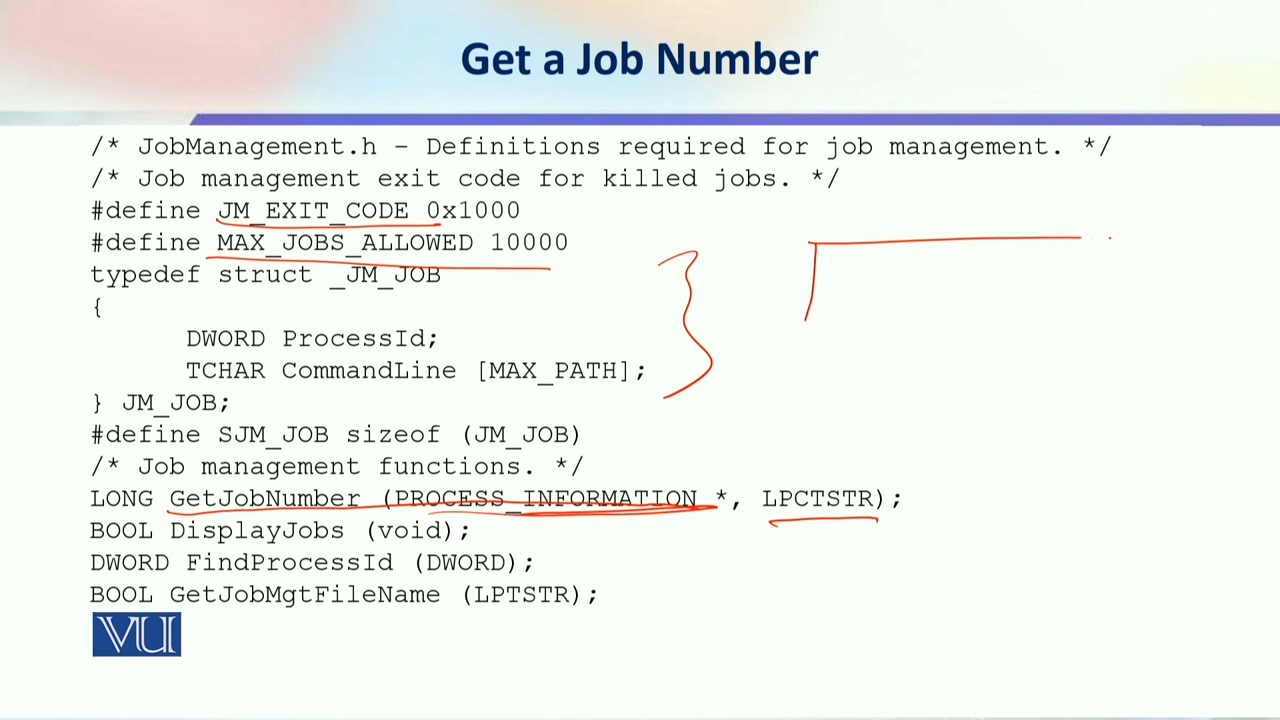 Get a Job Number
/* JobManagement.h – Definitions required for job management. */
/* Job management exit code for killed jobs. */
#define JM_EXIT_CODE 0x1000
#define MAX_JOBS_ALLOWED 10000
typedef struct _JM_JOB
{
DWORD ProcessId;
TCHAR CommandLine [MAX_PATH];
} JM_JOB;
#define SJM_JOB sizeof (JM_JOB)
/* Job management functions. */
LONG GetJobNumber (PROCESS_INFORMATION *, LPCTSTR);
BOOL DisplayJobs (void);
DWORD FindProcessId (DWORD);
BOOL GetJobMgtFileName (LPTSTR);
VU